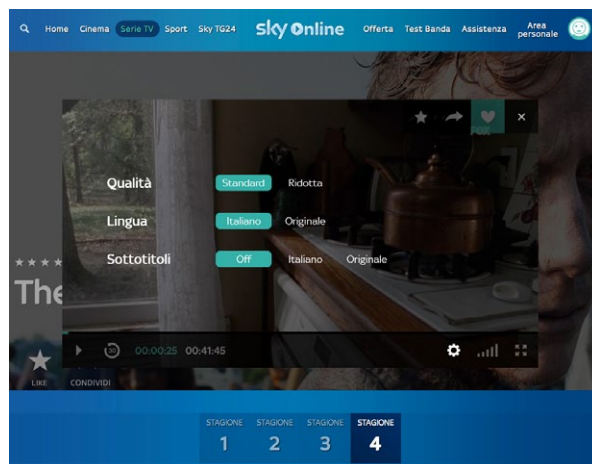 Home Cinema Serie TV Sport Sky TG24 sky Online Offerta Test Banda Assistenza Area personale
FOX
Qualità Standard Ridotta
Lingua Italiano Originale
Sottotitoli Off Italiano Originale
The
30 00:00:25 00:41:45
LIKE CONDIVIDI
STAGIONE STAGIONE STAGIONE STAGIONE
1 2 3 4